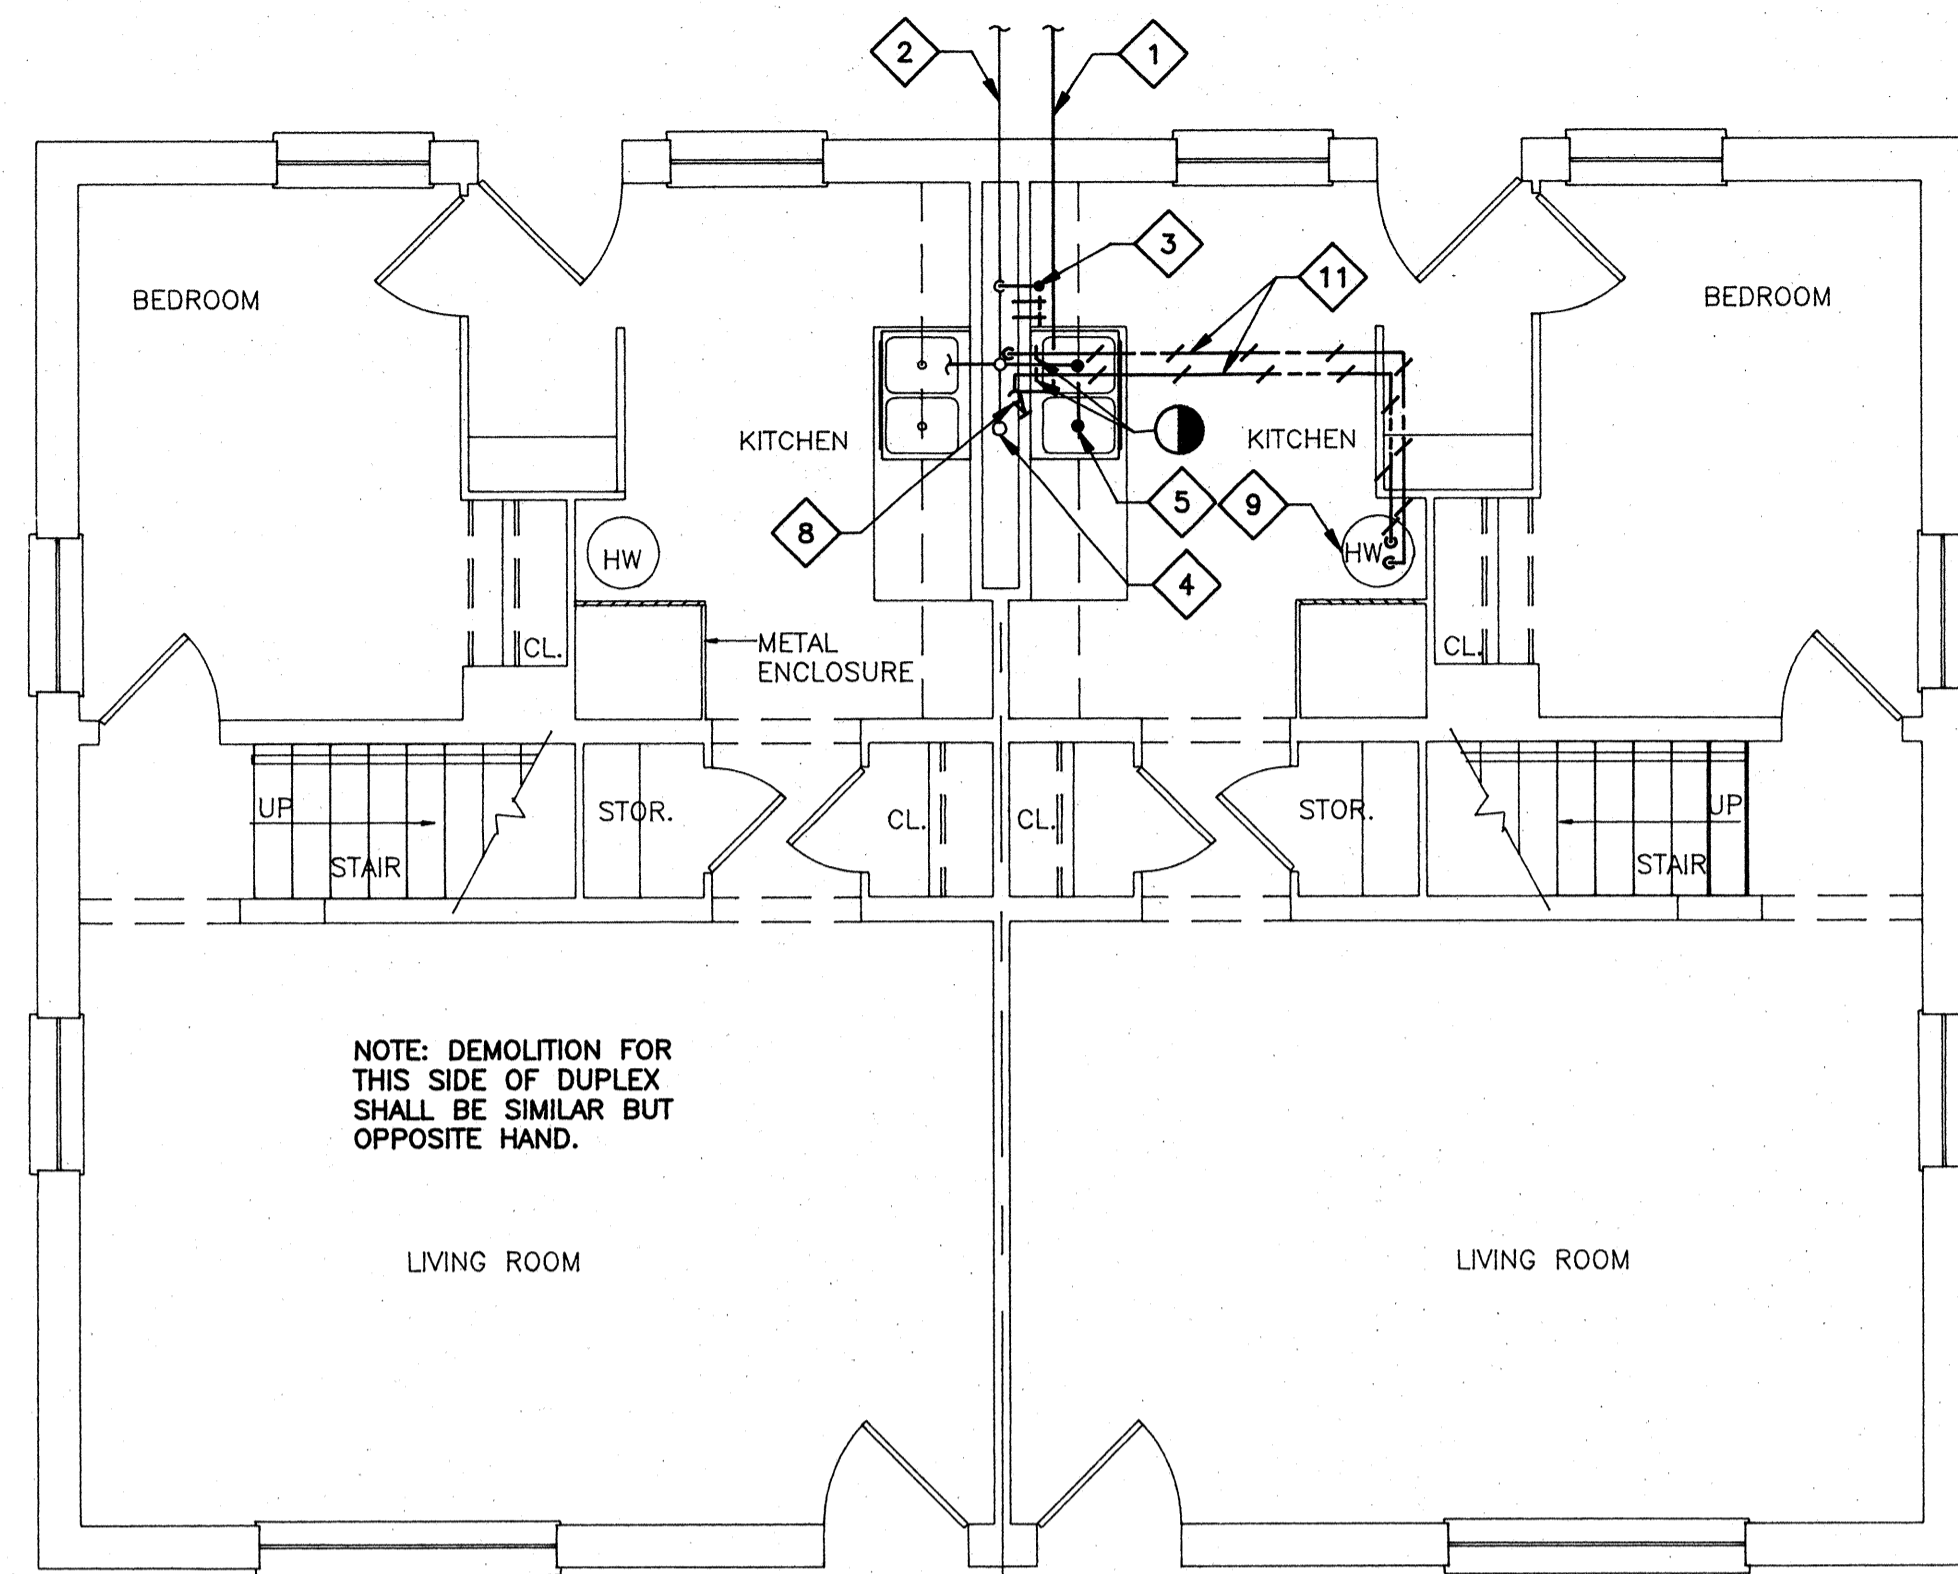 2
1
3
11
BEDROOM
BEDROOM
KITCHEN
KITCHEN
5
9
8
HW
HW
4
CL.
METAL
ENCLOSURE
CL.
UP
STOR.
CL.
CL.
STOR.
UP
STAIR
STAIR
NOTE: DEMOLITION FOR
THIS SIDE OF DUPLEX
SHALL BE SIMILAR BUT
OPPOSITE HAND.
LIVING ROOM
LIVING ROOM